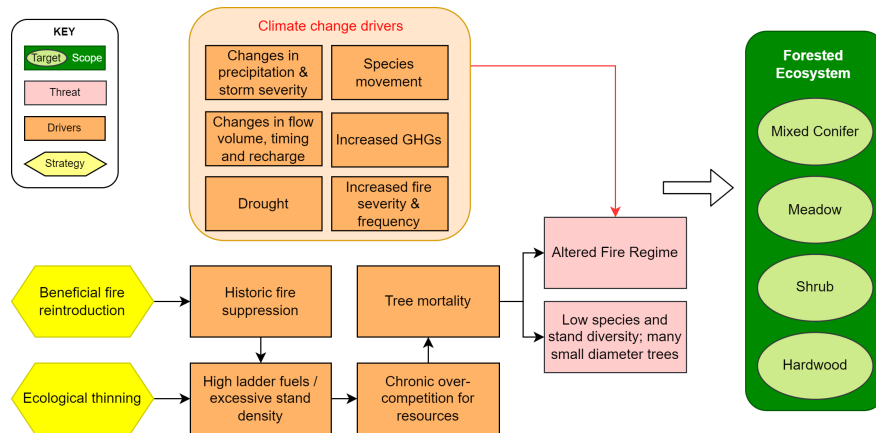 KEY
Target Scope
Threat
Drivers
Strategy
Climate change drivers
Changes in
precipitation &
storm severity
Species
movement
Changes in flow
volume, timing
and recharge
Increased GHGs
Drought
Increased fire
severity &
frequency
Forested
Ecosystem
Mixed Conifer
Meadow
Shrub
Hardwood
Beneficial fire
reintroduction
Historic fire
suppression
Tree mortality
Altered Fire Regime
Low species and
stand diversity; many
small diameter trees
Ecological thinning
High ladder fuels /
excessive stand
density
Chronic over-
competition for
resources